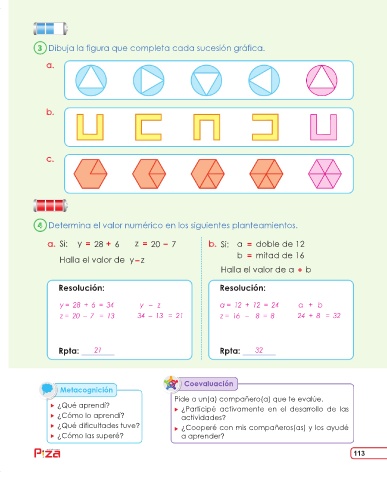 3 Dibuja la figura que completa cada sucesión gráfica.
a.
b.
c.
4 Determina el valor numérico en los siguientes planteamientos.
a. Si: y = 28 + 6 z = 20 - 7
Halla el valor de y-z
Resolución:
y = 28 + 6 = 34 y - z
z = 20 - 7 = 13 34 - 13 = 21
Rpta: 21
b. Si: a = doble de 12
b = mitad de 16
Halla el valor de a + b
Resolución:
a = 12 + 12 = 24 a + b
z = 16 - 8 = 8 24 + 8 = 32
Rpta: 32
Metacognición
▸ ¿Qué aprendí?
▸ ¿Cómo lo aprendí?
▸ ¿Qué dificultades tuve?
▸ ¿Cómo las superé?
Coevaluación
Pide a un(a) compañero(a) que te evalúe.
▸ ¿Participé activamente en el desarrollo de las
actividades?
▸ ¿Cooperé con mis compañeros(as) y los ayudé
a aprender?
Pizа
113